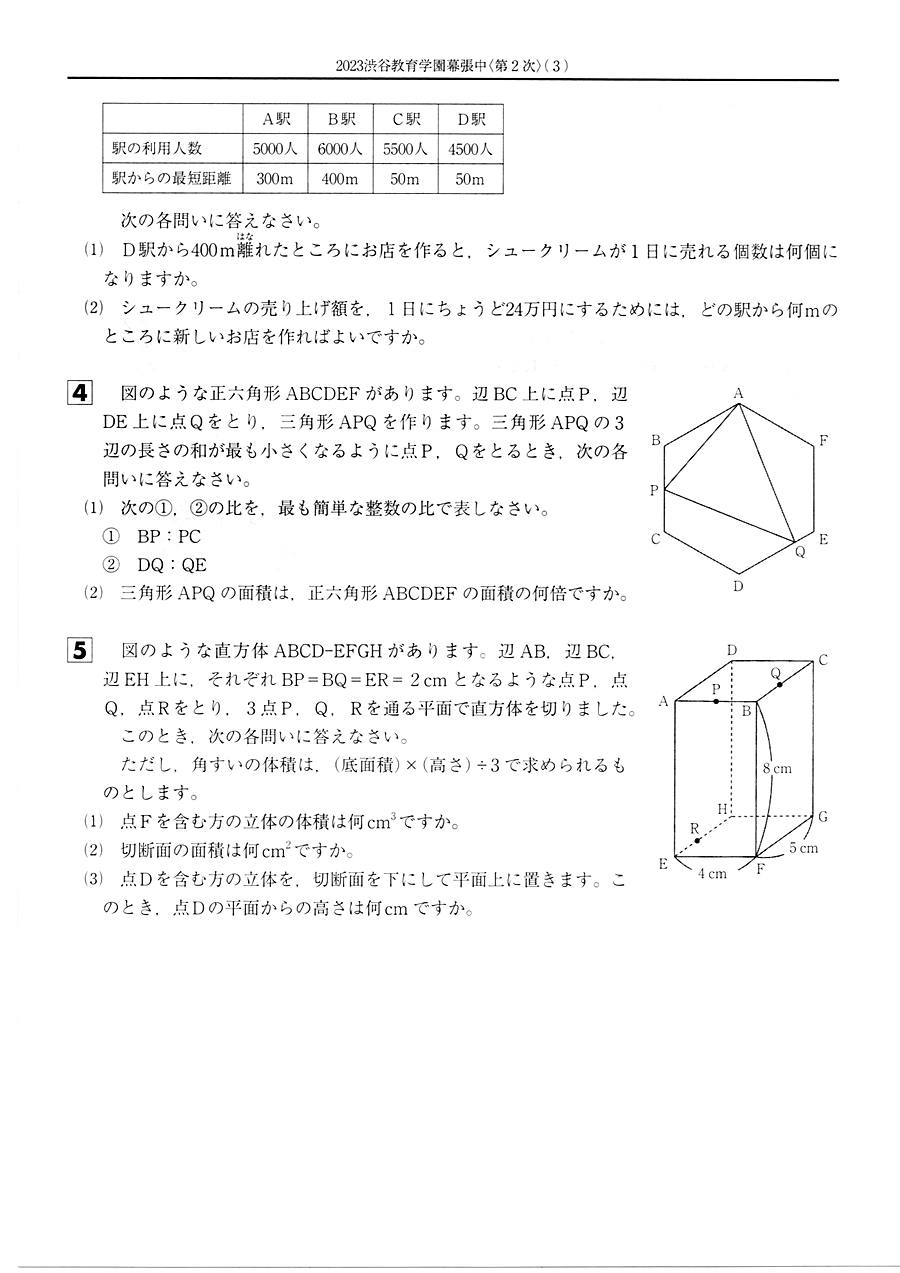 2023渋谷教育学園幕張中〈第2次〉(3)
A駅 B駅 C駅 D駅
駅の利用人数 5000人 6000人 5500人 4500人
駅からの最短距離 300m 400m 50m 50m
次の各問いに答えなさい。
はな
(1) D駅から400m離れたところにお店を作ると，シュークリームが1日に売れる個数は何個に
なりますか。
(2) シュークリームの売り上げ額を，1日にちょうど24万円にするためには，どの駅から何mの
ところに新しいお店を作ればよいですか。
4 図のような正六角形ABCDEFがあります。辺BC上に点P，辺
DE上に点Qをとり，三角形APQを作ります。三角形APQの3
辺の長さの和が最も小さくなるように点P，Qをとるとき，次の各
問いに答えなさい。
(1) 次の①，②の比を，最も簡単な整数の比で表しなさい。
① BP：PC
② DQ：QE
(2) 三角形APQの面積は，正六角形ABCDEFの面積の何倍ですか。
A
B
F
P
C
E
Q
D
5 図のような直方体ABCD-EFGHがあります。辺AB，辺BC，
辺EH上に，それぞれBP=BQ=ER=2cmとなるような点P，点
Q，点Rをとり，3点P，Q，Rを通る平面で直方体を切りました。
このとき，次の各問いに答えなさい。
ただし，角すいの体積は，(底面積)×(高さ)÷3で求められるも
のとします。
(1) 点Fを含む方の立体の体積は何cm³ですか。
(2) 切断面の面積は何cm²ですか。
(3) 点Dを含む方の立体を，切断面を下にして平面上に置きます。こ
のとき，点Dの平面からの高さは何cmですか。
D
C
Q
P
A
B
8cm
H
G
R
5cm
E
4cm
F